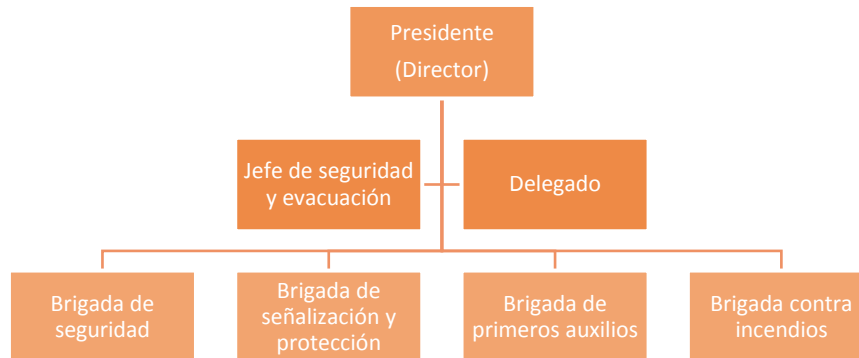 Presidente
(Director)
Jefe de seguridad
y evacuación
Delegado
Brigada de
seguridad
Brigada de
señalización y
protección
Brigada de
primeros auxilios
Brigada contra
incendios